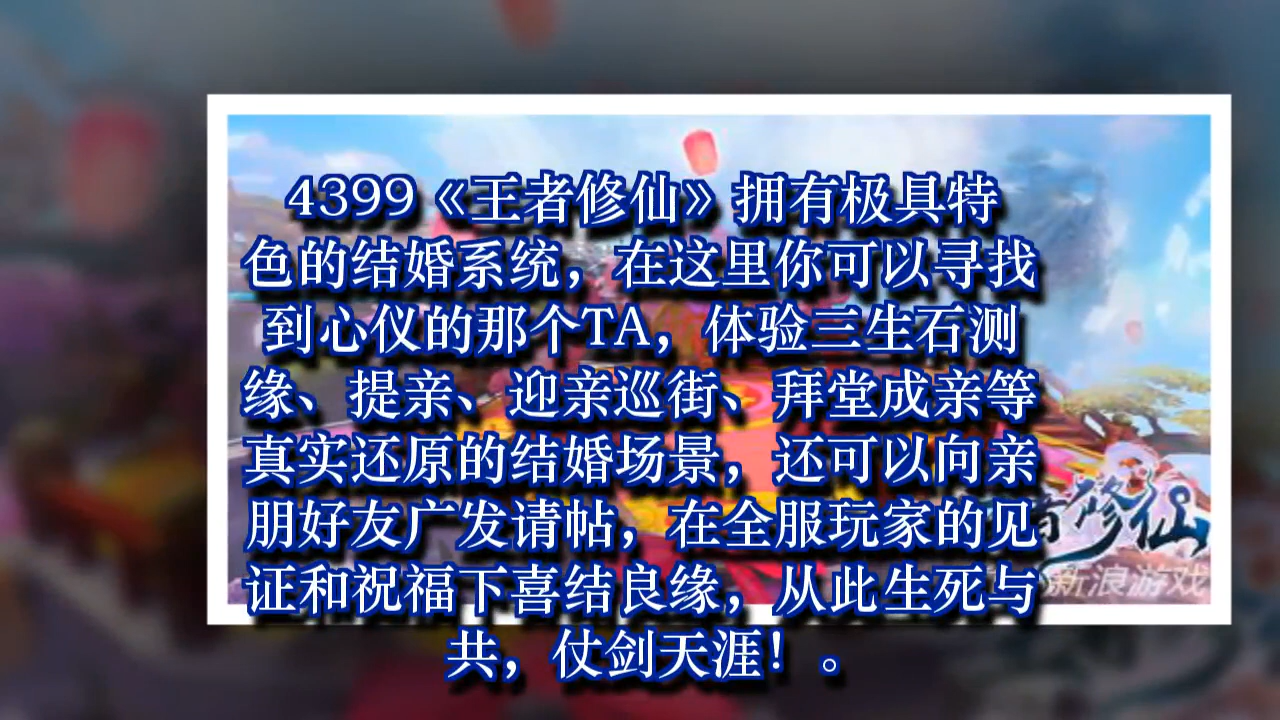 4399《王者修仙》拥有极具特
色的结婚系统，在这里你可以寻找
到心仪的那个TA，体验三生石测
缘、提亲、迎亲巡街、拜堂成亲等
真实还原的结婚场景，还可以向亲
朋好友广发请帖，在全服玩家的见
证和祝福下喜结良缘，从此生死与
共，仗剑天涯！。
者修仙
新浪游戏